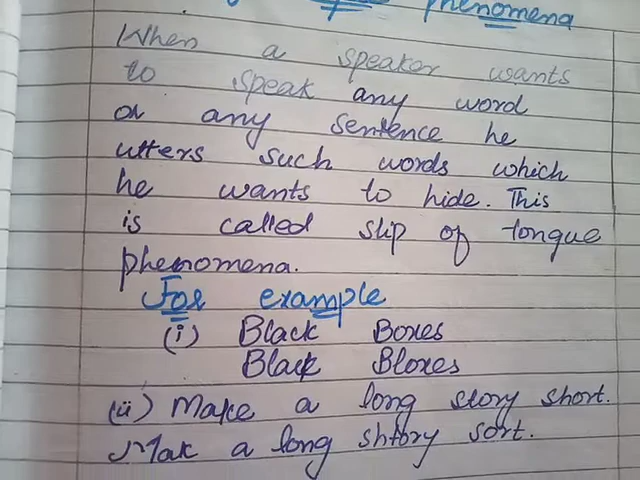 phenomena
When a speaker wants
to speak any word
or any sentence he
utters such words which
he wants to hide. This
is called slip of tongue
phenomena.
For example
(i) Black Boxes
Black Bloxes
(ii) Make a long story short.
Mak a long shtory sort.